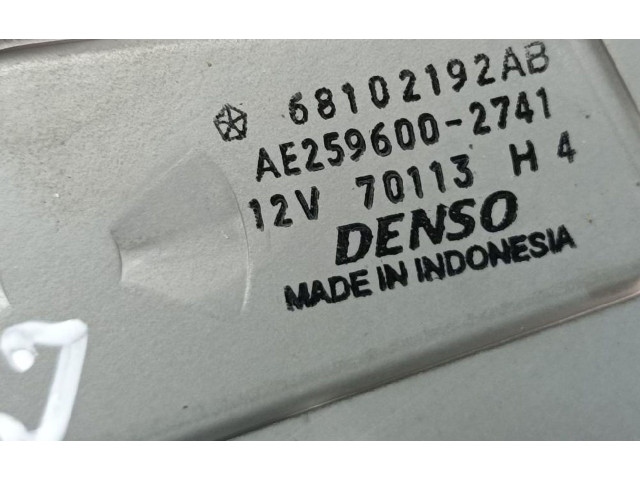 68102192AB
AE259600-2741
12V 70113 H 4
DENSO
MADE IN INDONESIA